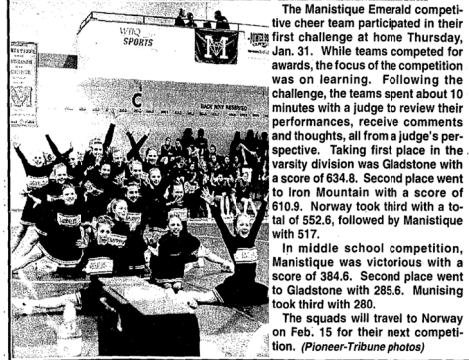 WIIQ
SPORTS
M
C
BACK ROW RESERVED
The Manistique Emerald competi-
tive cheer team participated in their
first challenge at home Thursday,
Jan. 31. While teams competed for
awards, the focus of the competition
was on learning. Following the
challenge, the teams spent about 10
minutes with a judge to review their
performances, receive comments
and thoughts, all from a judge's per-
spective. Taking first place in the
varsity division was Gladstone with
a score of 634.8. Second place went
to Iron Mountain with a score of
610.9. Norway took third with a to-
tal of 552.6, followed by Manistique
with 517.
In middle school competition,
Manistique was victorious with a
score of 384.6. Second place went
to Gladstone with 285.6. Munising
took third with 280.
The squads will travel to Norway
on Feb. 15 for their next competi-
tion. (Pioneer-Tribune photos)